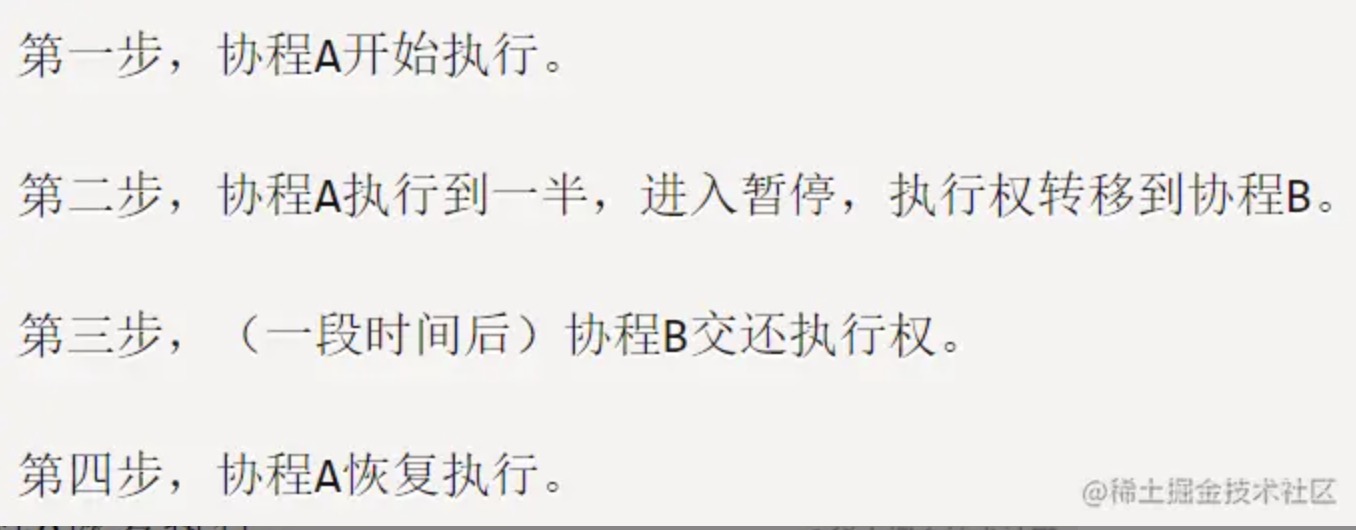 第一步，协程A开始执行。
第二步，协程A执行到一半，进入暂停，执行权转移到协程B。
第三步，（一段时间后）协程B交还执行权。
第四步，协程A恢复执行。
@稀土掘金技术社区